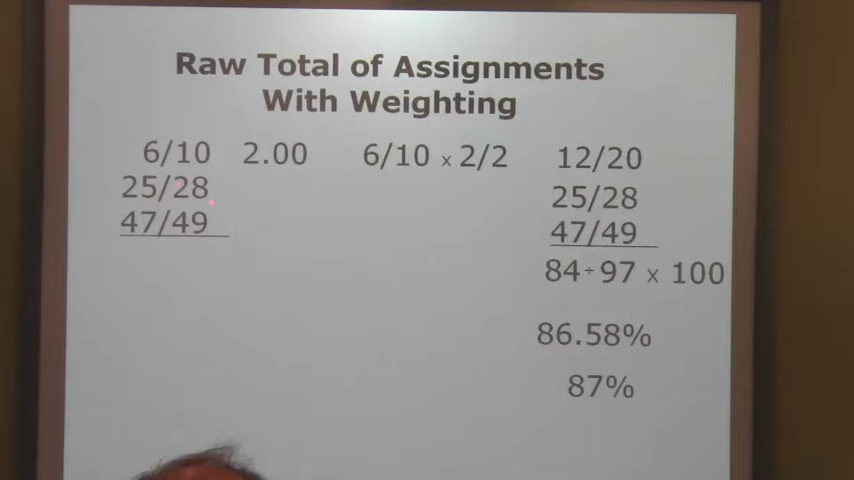 Raw Total of Assignments
With Weighting
6/10 2.00 6/10 x 2/2 12/20
25/28 25/28
47/49 47/49
84÷97 x 100
86.58%
87%